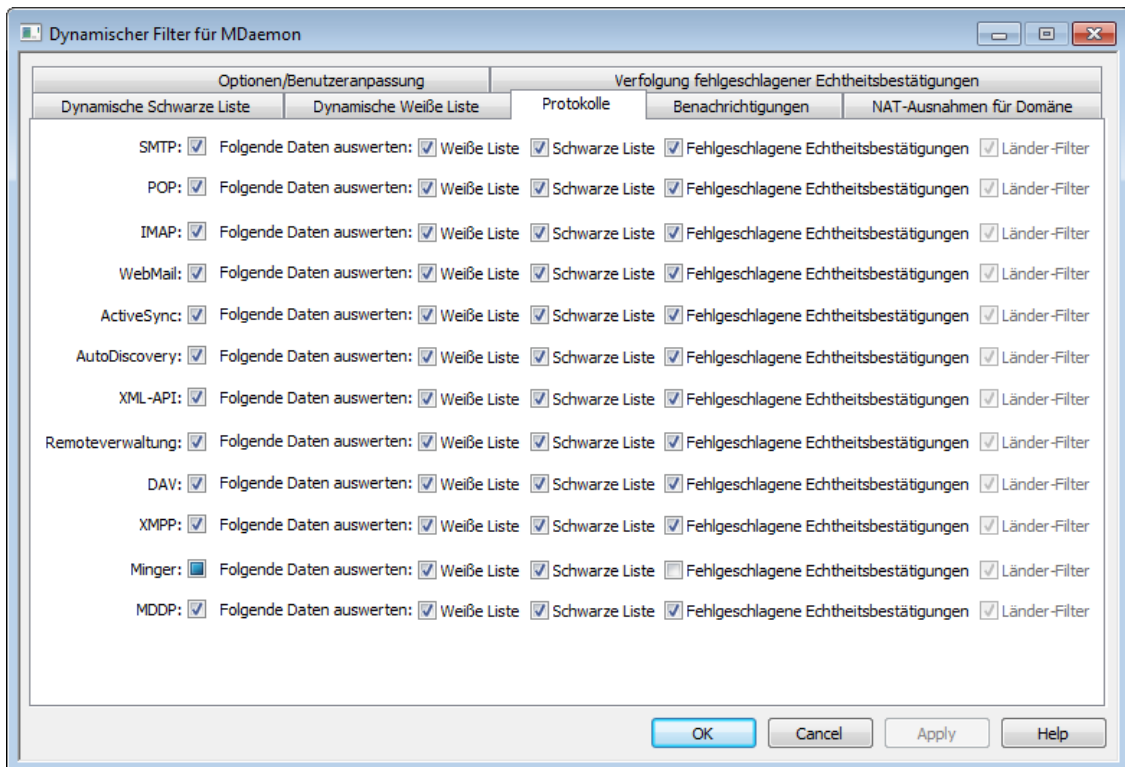 Dynamischer Filter für MDaemon
Optionen/Benutzeranpassung Verfolgung fehlgeschlagener Echtheitsbestätigungen
Dynamische Schwarze Liste Dynamische Weiße Liste Protokolle Benachrichtigungen NAT-Ausnahmen für Domäne
SMTP: Folgende Daten auswerten: Weiße Liste Schwarze Liste Fehlgeschlagene Echtheitsbestätigungen Länder-Filter
POP: Folgende Daten auswerten: Weiße Liste Schwarze Liste Fehlgeschlagene Echtheitsbestätigungen Länder-Filter
IMAP: Folgende Daten auswerten: Weiße Liste Schwarze Liste Fehlgeschlagene Echtheitsbestätigungen Länder-Filter
WebMail: Folgende Daten auswerten: Weiße Liste Schwarze Liste Fehlgeschlagene Echtheitsbestätigungen Länder-Filter
ActiveSync: Folgende Daten auswerten: Weiße Liste Schwarze Liste Fehlgeschlagene Echtheitsbestätigungen Länder-Filter
AutoDiscovery: Folgende Daten auswerten: Weiße Liste Schwarze Liste Fehlgeschlagene Echtheitsbestätigungen Länder-Filter
XML-API: Folgende Daten auswerten: Weiße Liste Schwarze Liste Fehlgeschlagene Echtheitsbestätigungen Länder-Filter
Remoteverwaltung: Folgende Daten auswerten: Weiße Liste Schwarze Liste Fehlgeschlagene Echtheitsbestätigungen Länder-Filter
DAV: Folgende Daten auswerten: Weiße Liste Schwarze Liste Fehlgeschlagene Echtheitsbestätigungen Länder-Filter
XMPP: Folgende Daten auswerten: Weiße Liste Schwarze Liste Fehlgeschlagene Echtheitsbestätigungen Länder-Filter
Minger: Folgende Daten auswerten: Weiße Liste Schwarze Liste Fehlgeschlagene Echtheitsbestätigungen Länder-Filter
MDDP: Folgende Daten auswerten: Weiße Liste Schwarze Liste Fehlgeschlagene Echtheitsbestätigungen Länder-Filter
OK Cancel Apply Help